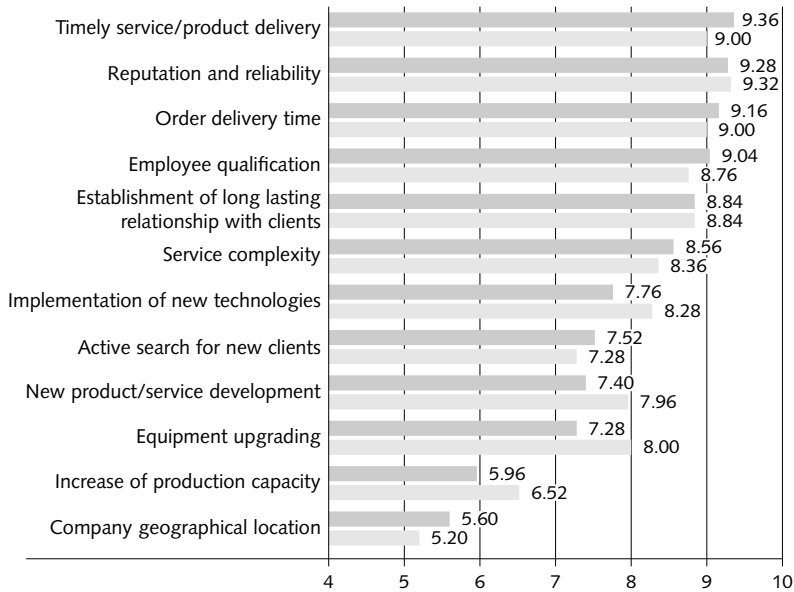 Timely service/product delivery 9.36
9.00
Reputation and reliability 9.28
9.32
Order delivery time 9.16
9.00
Employee qualification 9.04
8.76
Establishment of long lasting 8.84
relationship with clients 8.84
Service complexity 8.56
8.36
Implementation of new technologies 7.76
8.28
Active search for new clients 7.52
7.28
New product/service development 7.40
7.96
Equipment upgrading 7.28
8.00
Increase of production capacity 5.96
6.52
Company geographical location 5.60
5.20
4 5 6 7 8 9 10